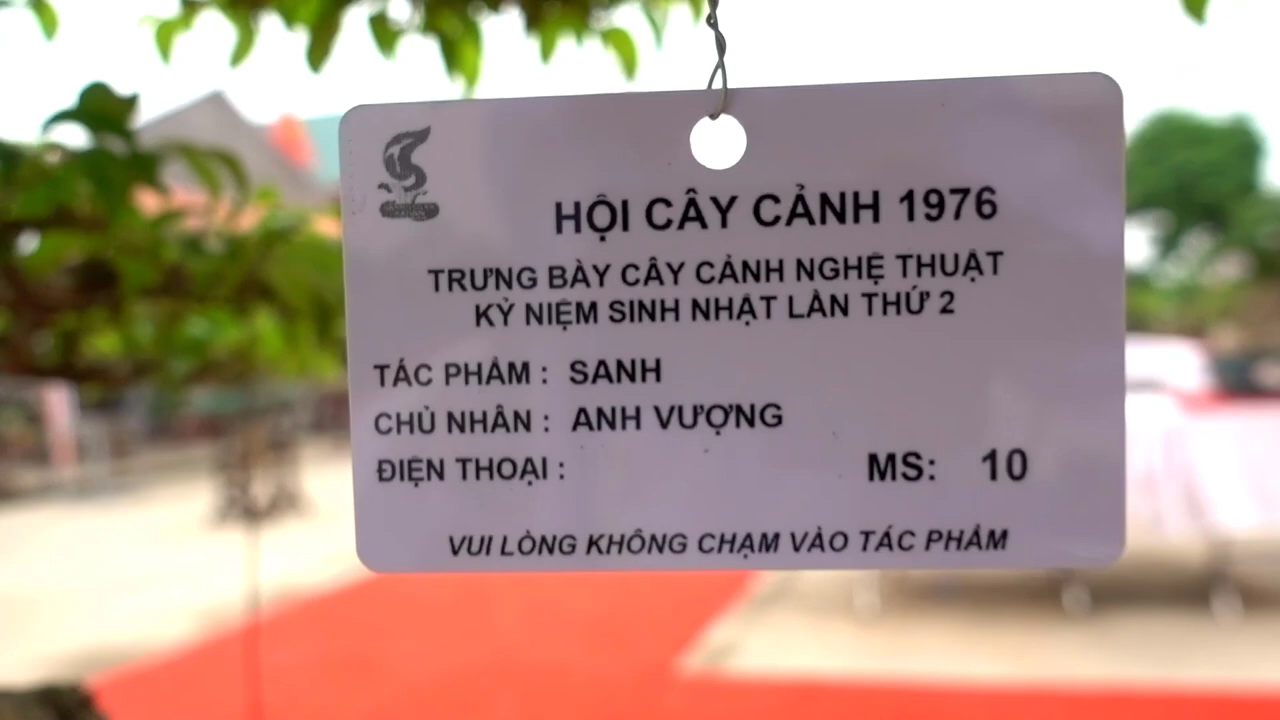 HỘI CÂY CẢNH 1976
TRƯNG BÀY CÂY CẢNH NGHỆ THUẬT
KỶ NIỆM SINH NHẬT LẦN THỨ 2
TÁC PHẨM : SANH
CHỦ NHÂN : ANH VƯỢNG
ĐIỆN THOẠI :
MS: 10
VUI LÒNG KHÔNG CHẠM VÀO TÁC PHẨM